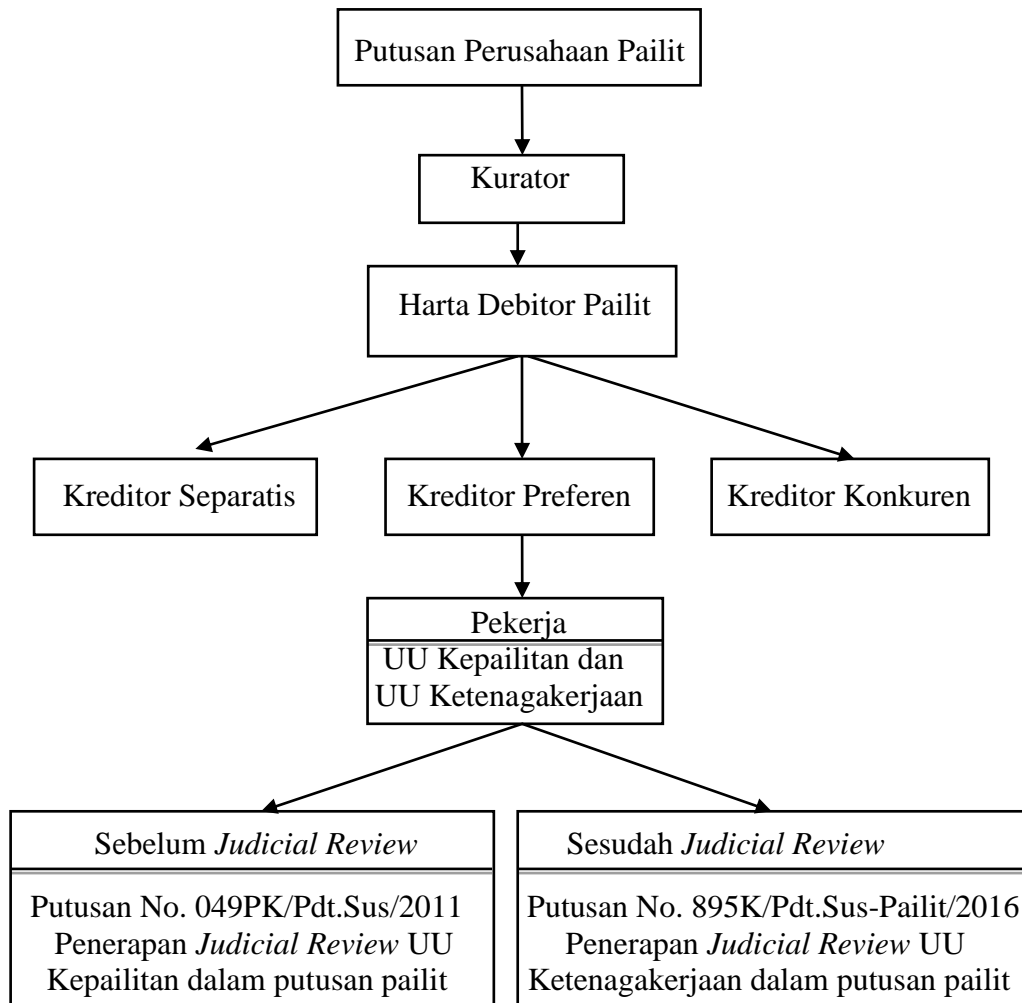 Putusan Perusahaan Pailit
Kurator
Harta Debitor Pailit
Kreditor Separatis
Kreditor Preferen
Kreditor Konkuren
Pekerja
UU Kepailitan dan
UU Ketenagakerjaan
Sebelum Judicial Review
Putusan No. 049PK/Pdt.Sus/2011
Penerapan Judicial Review UU
Kepailitan dalam putusan pailit
Sesudah Judicial Review
Putusan No. 895K/Pdt.Sus-Pailit/2016
Penerapan Judicial Review UU
Ketenagakerjaan dalam putusan pailit